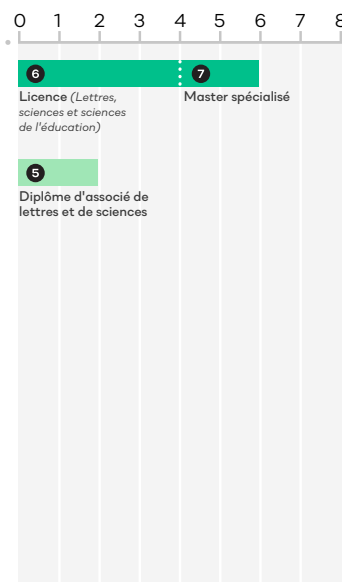 0 1 2 3 4 5 6 7 8
6 7
Licence (Lettres, Master spécialisé
sciences et sciences
de l'éducation)
5
Diplôme d'associé de
lettres et de sciences